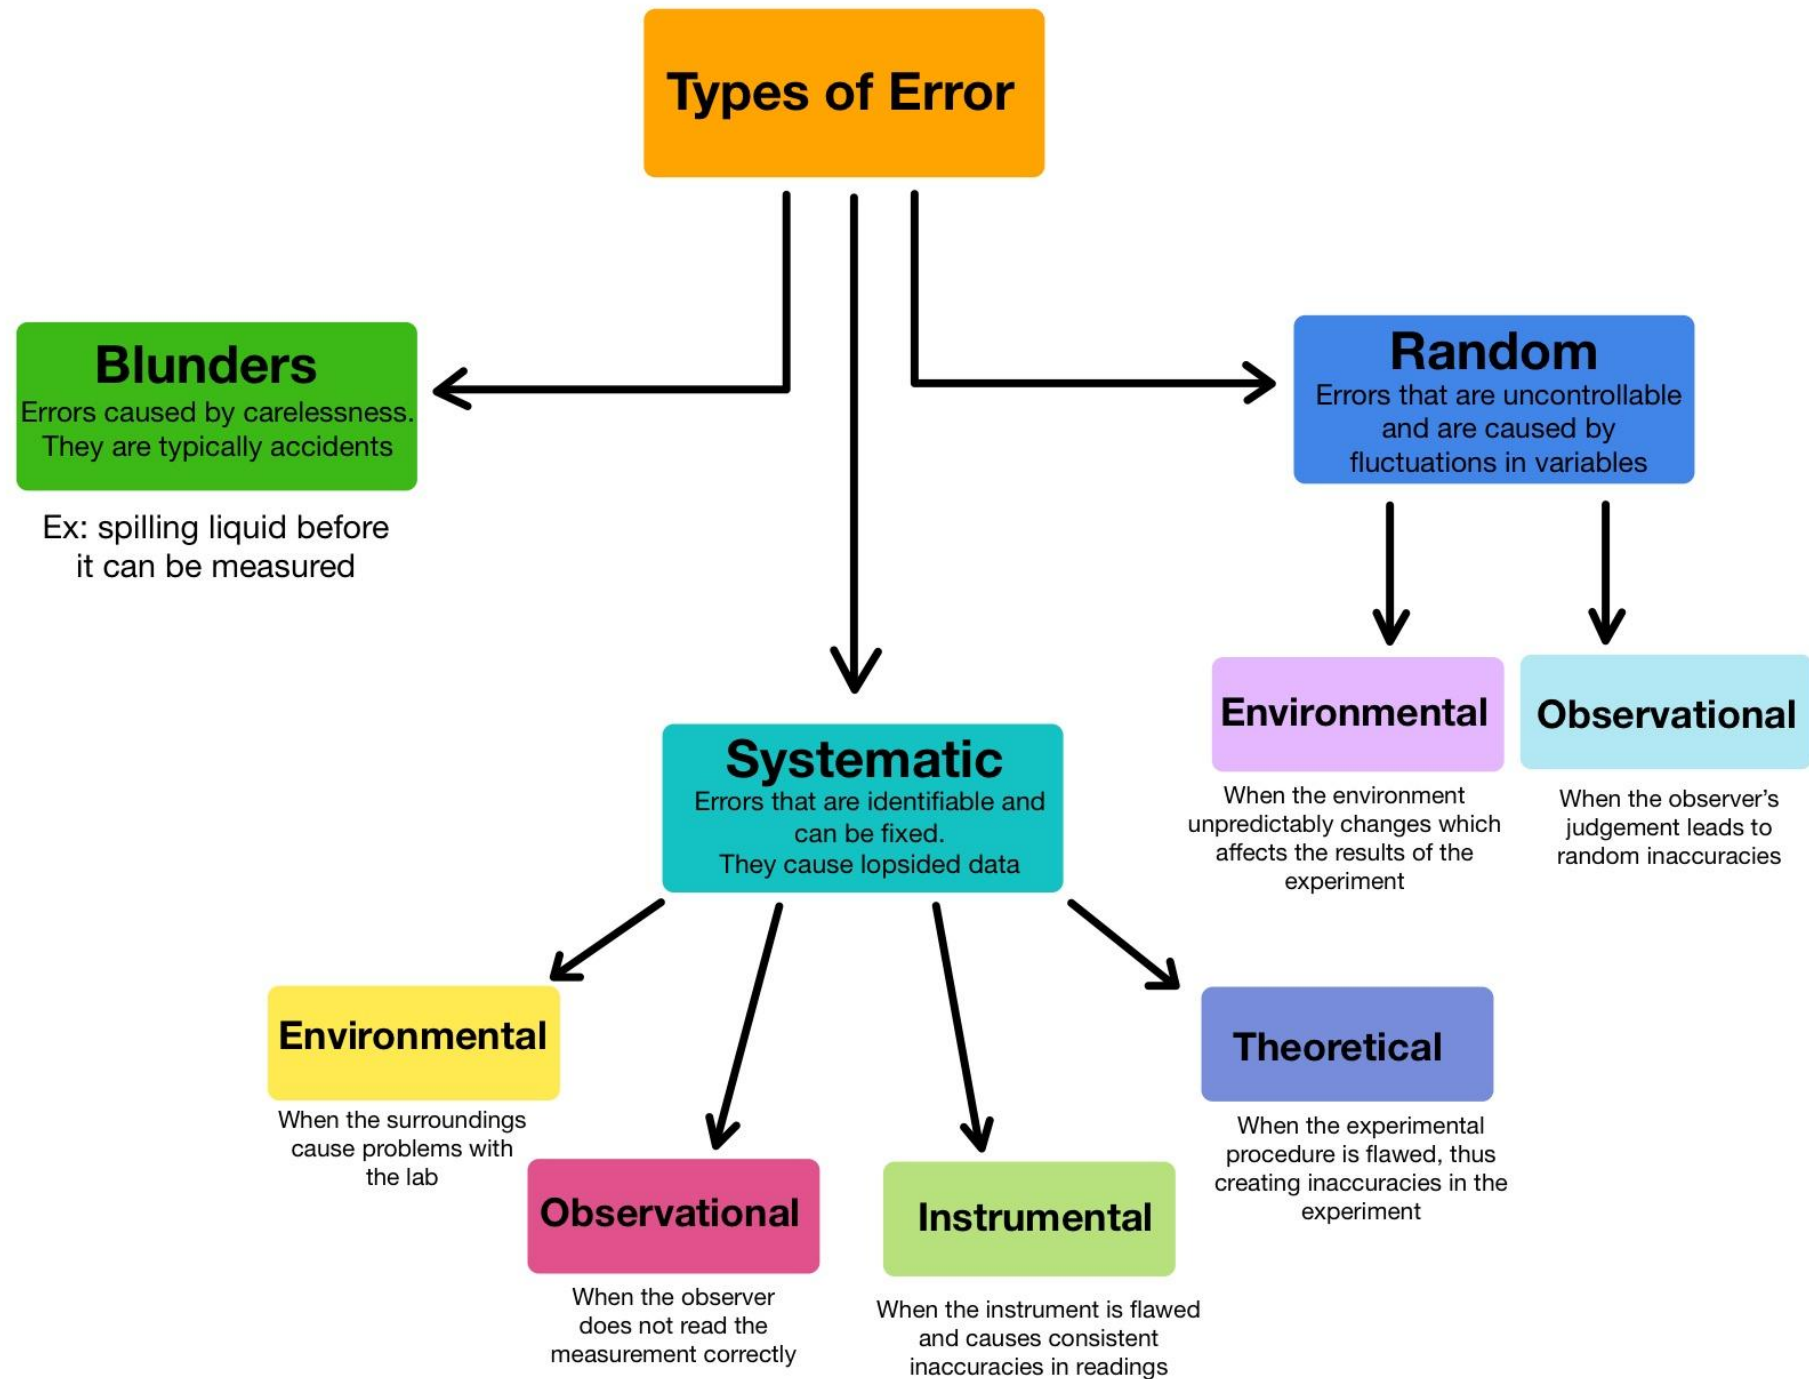 Types of Error
Blunders
Errors caused by carelessness.
They are typically accidents
Ex: spilling liquid before
it can be measured
Random
Errors that are uncontrollable
and are caused by
fluctuations in variables
Environmental
When the environment
unpredictably changes which
affects the results of the
experiment
Observational
When the observer’s
judgement leads to
random inaccuracies
Systematic
Errors that are identifiable and
can be fixed.
They cause lopsided data
Environmental
When the surroundings
cause problems with
the lab
Observational
When the observer
does not read the
measurement correctly
Instrumental
When the instrument is flawed
and causes consistent
inaccuracies in readings
Theoretical
When the experimental
procedure is flawed, thus
creating inaccuracies in the
experiment